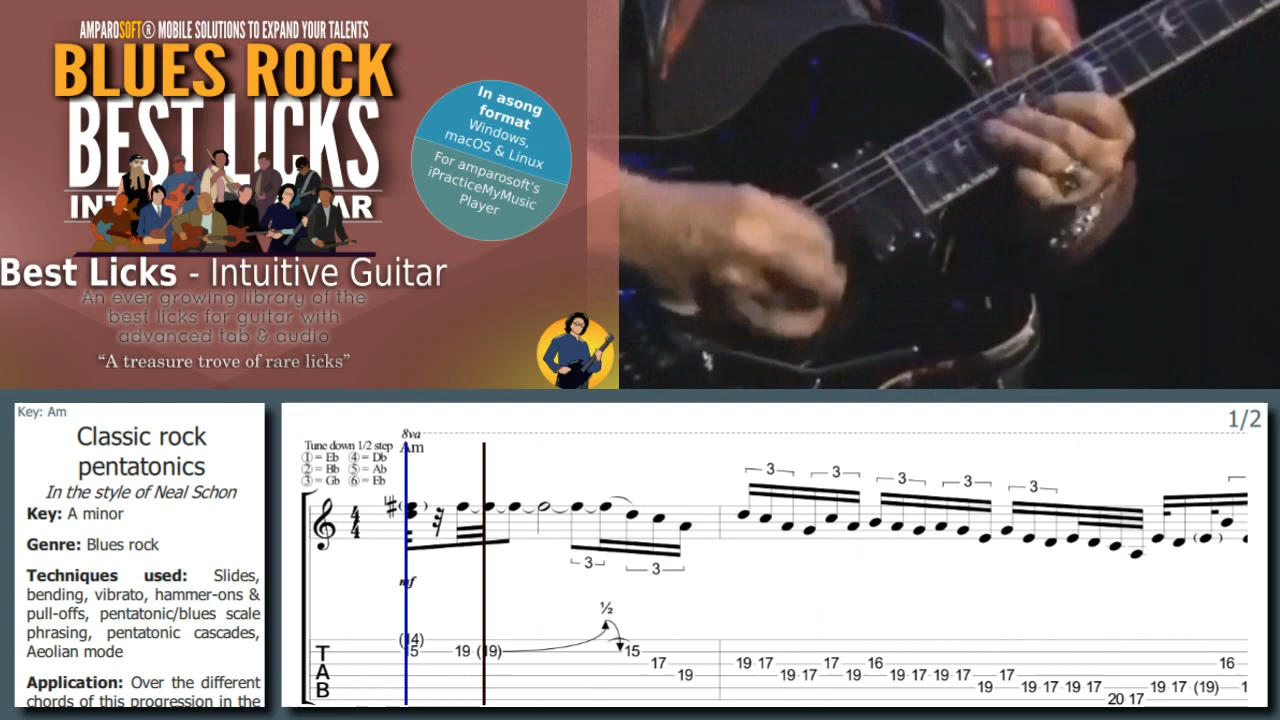 AMPAROSOFT® MOBILE SOLUTIONS TO EXPAND YOUR TALENTS
BLUES ROCK
BEST LICKS
Best Licks - Intuitive Guitar
An ever growing library of the
best licks for guitar with
advanced tab & audio
“A treasure trove of rare licks”
In asong
format
Windows,
macOS & Linux
For amparosoft's
iPracticeMyMusic
Player
Key: Am
Classic rock
pentatonics
In the style of Neal Schon
Key: A minor
Genre: Blues rock
Techniques used: Slides,
bending, vibrato, hammer-ons &
pull-offs, pentatonic/blues scale
phrasing, pentatonic cascades,
Aeolian mode
Application: Over the different
chords of this progression in the
1/2
8va
Tune down 1/2 step Am
① = Eb ④ = Db
② = Bb ⑤ = Ab
③ = Gb ⑥ = Eb
3 3 3 3 3
4
4
3 3
mf
½
(14)
T 15 19 (19) 15
17 19 17 17 16 16
A 19 19 17 19 19 17 19 17
B 19 19 17 19 17 19 17 (19) 1
20 17